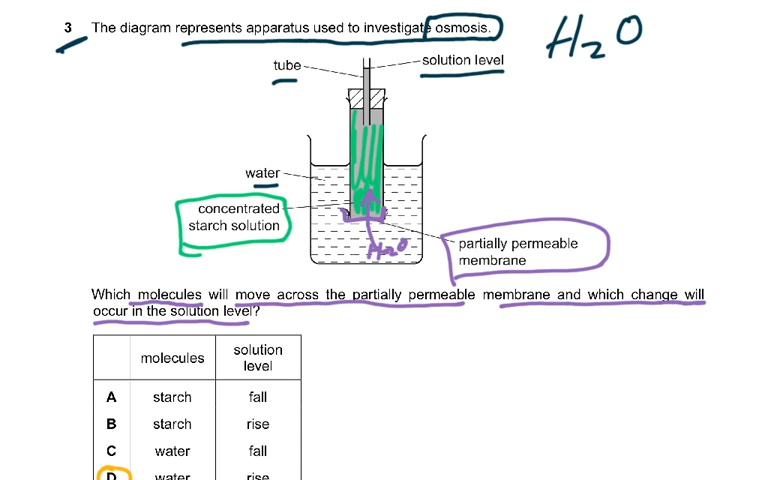 3 The diagram represents apparatus used to investigate osmosis.
H2O
tube
solution level
water
concentrated
starch solution
H2O
partially permeable
membrane
Which molecules will move across the partially permeable membrane and which change will
occur in the solution level?
molecules solution level
A starch fall
B starch rise
C water fall
D water rise